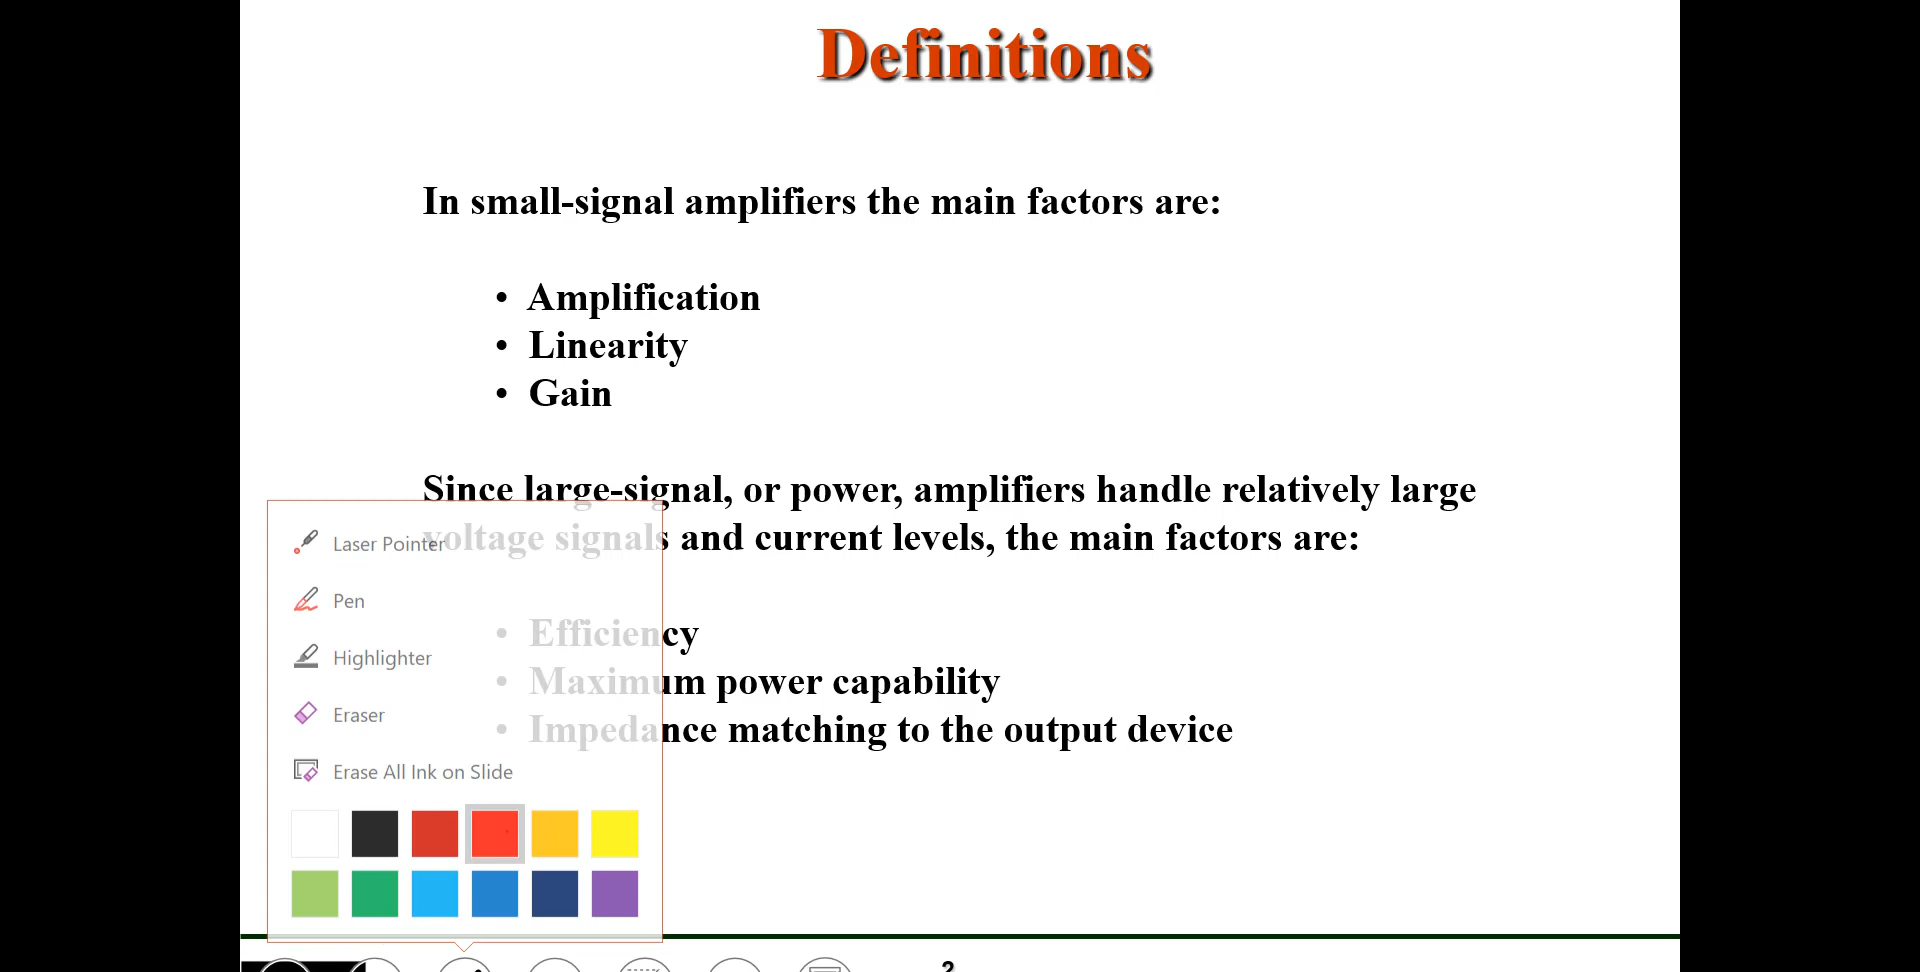 Definitions
In small-signal amplifiers the main factors are:
• Amplification
• Linearity
• Gain
Since large-signal, or power, amplifiers handle relatively large
voltage signals and current levels, the main factors are:
• Efficiency
• Maximum power capability
• Impedance matching to the output device
Laser Pointer
Pen
Highlighter
Eraser
Erase All Ink on Slide
2